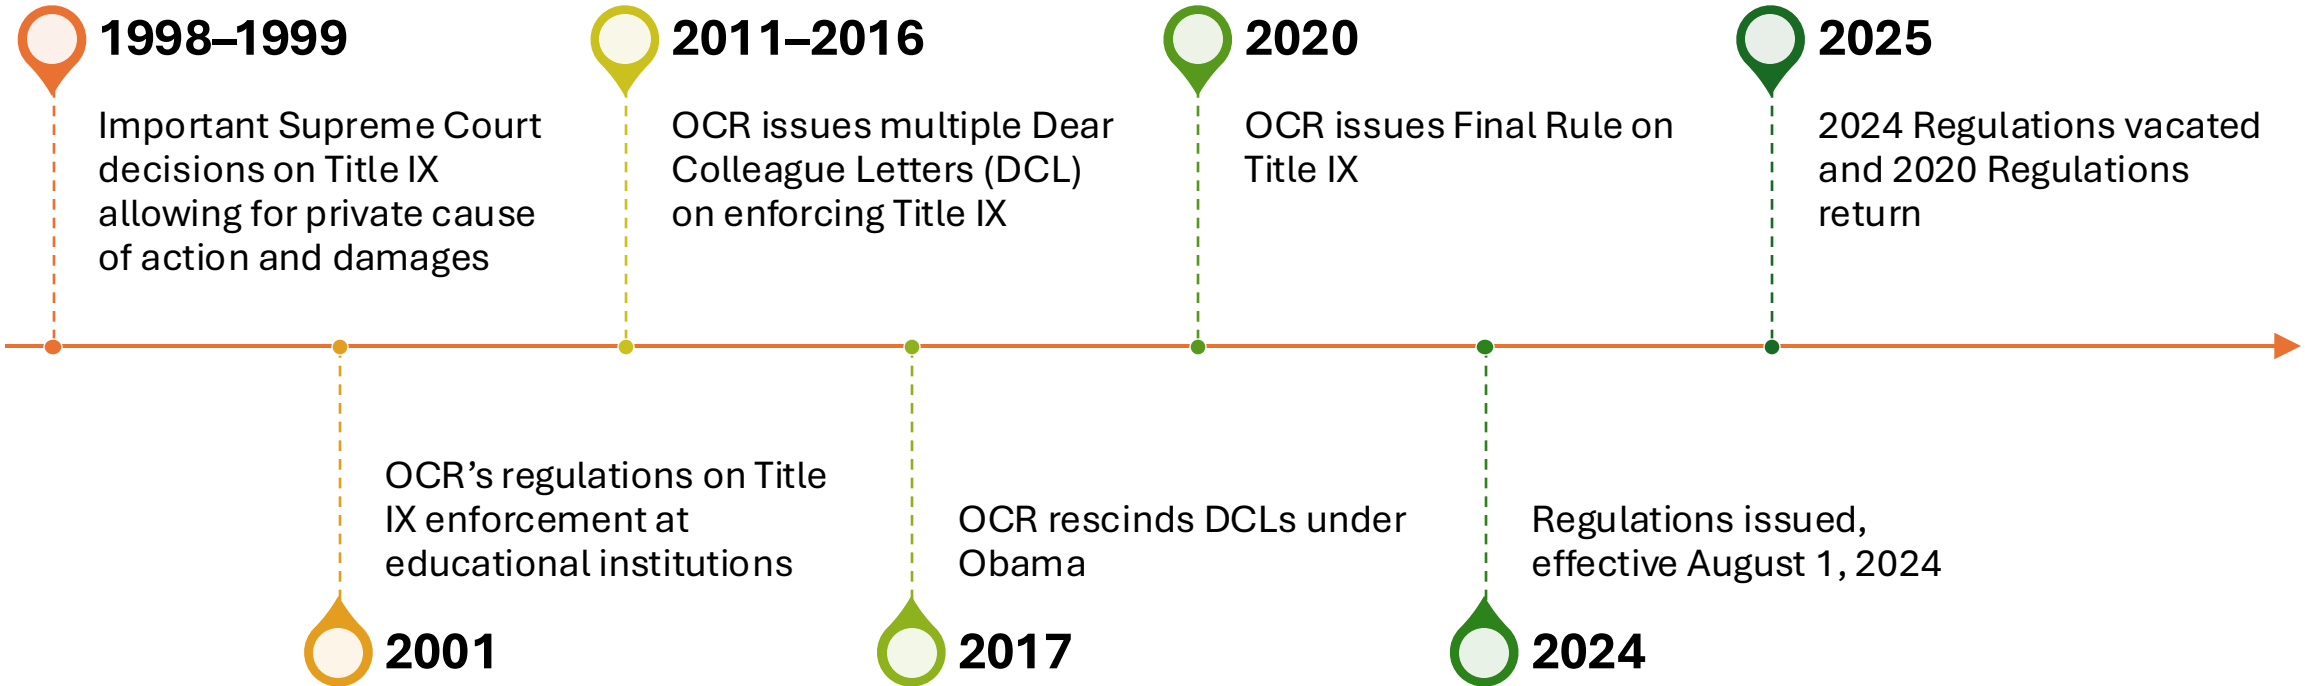 1998–1999
Important Supreme Court
decisions on Title IX
allowing for private cause
of action and damages
OCR’s regulations on Title
IX enforcement at
educational institutions
2001
2011–2016
OCR issues multiple Dear
Colleague Letters (DCL)
on enforcing Title IX
OCR rescinds DCLs under
Obama
2017
2020
OCR issues Final Rule on
Title IX
Regulations issued,
effective August 1, 2024
2024
2025
2024 Regulations vacated
and 2020 Regulations
return